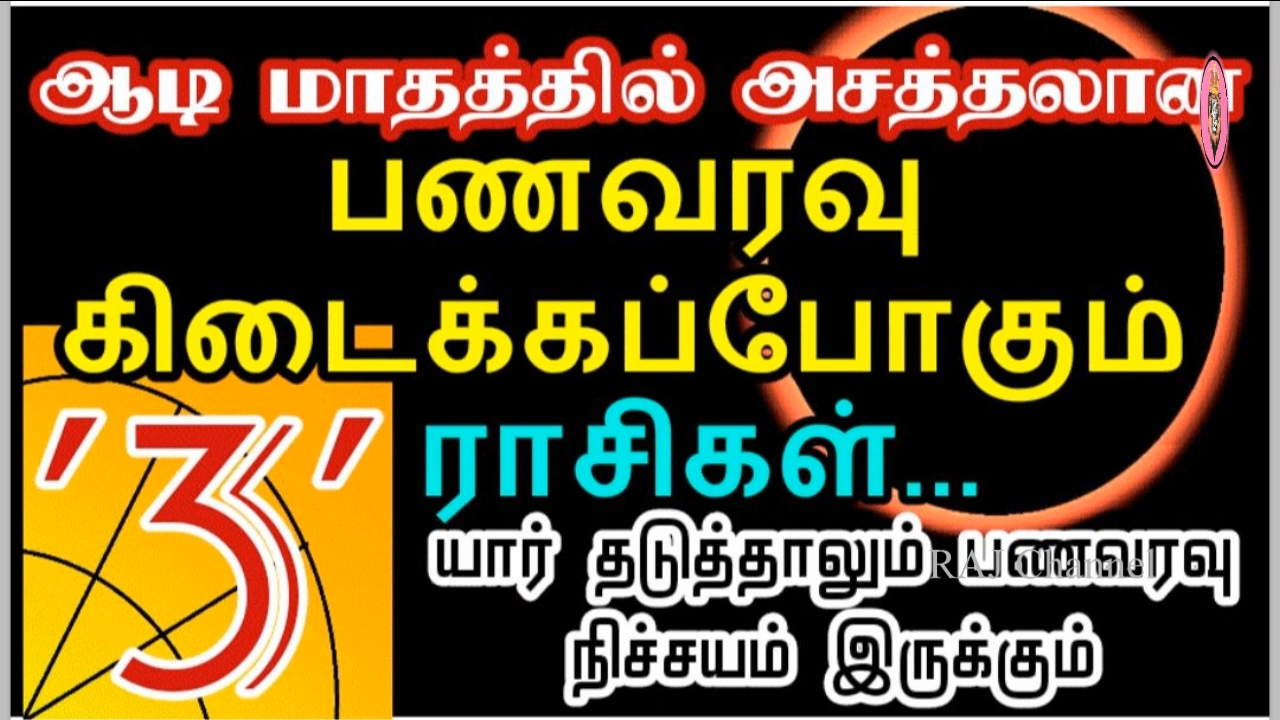 ஆடி மாதத்தில் அசத்தலான
பணவரவு
கிடைக்கப்போகும்
'3' ராசிகள்...
யார் தடுத்தாலும் பணவரவு
RAJ Channel
நிச்சயம் இருக்கும்